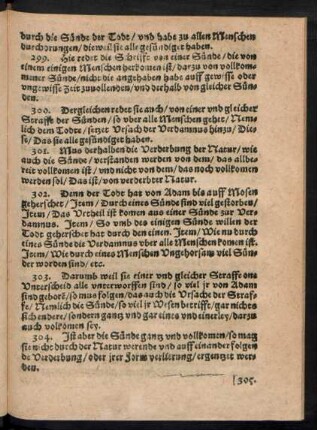 durch die Sünde der Todt / vnd habe zu allen Menschen
durchdrungen / dieweil sie alle gesündiget haben.
299. Hie redet die Schrifft von einer Sünde / die von
einem einigen Menschen herkomen ist / darzu von vollkom-
mener Sünde / nicht die angehaben habe auff gewisse oder
vngewisse Zeit zuuollenden / vnd derhalb keine Sünde.
300. Dergleichen redet sie auch / von einer vnd gleicher
Straffe der Sünden / so vber alle Menschen gehet / Nem-
lich dem Todte / setzet Vrsach der Verdamnus hinzu / Die-
se / Das sie alle gesündiget haben.
301. Mus derhalben die Verderbung der Natur / wie
auch die Sünde / verstanden werden von dem / das allbe-
reit vollkomen ist / vnd nicht von dem / das noch vollkomen
werden sol / Das ist / von verderbter Natur.
302. Denn der Todt hat von Adam bis auff Mosen
geherschet / Item / Durch eines Sünde sind viel gestorben /
Item / Das Vrtheil ist komen aus einer Sünde zur Ver-
damnus. Item / So vmb des einigen Sünde willen der
Todt geherschet hat durch den einen. Item / Wie nu durch
eines Sünde die Verdamnus vber alle Menschen komen ist.
Item / Wie durch eines Menschen Vngehorsam viel Sün-
der worden sind / etc.
303. Darumb weil sie einer vnd gleicher Straffe ons
Vnterscheid alle vnterworffen sind / so viel jr von Adam
sind geborn / so mus folgen / das auch die Vrsache der Straf-
fe / Nemlich die Sünde / so viel jr Wesen betrifft / gar nichts
sich endere / sondern gantz vnd gar eines vnd einerley / darzu
auch volkomen sey.
304. Ist aber die Sünde gantz vnd vollkomen / so mag
sie nicht durch der Natur werende vnd auff einander folgen
de Verderbung / oder jrer Form verlierung / ergentzet wer-
den.
[305.